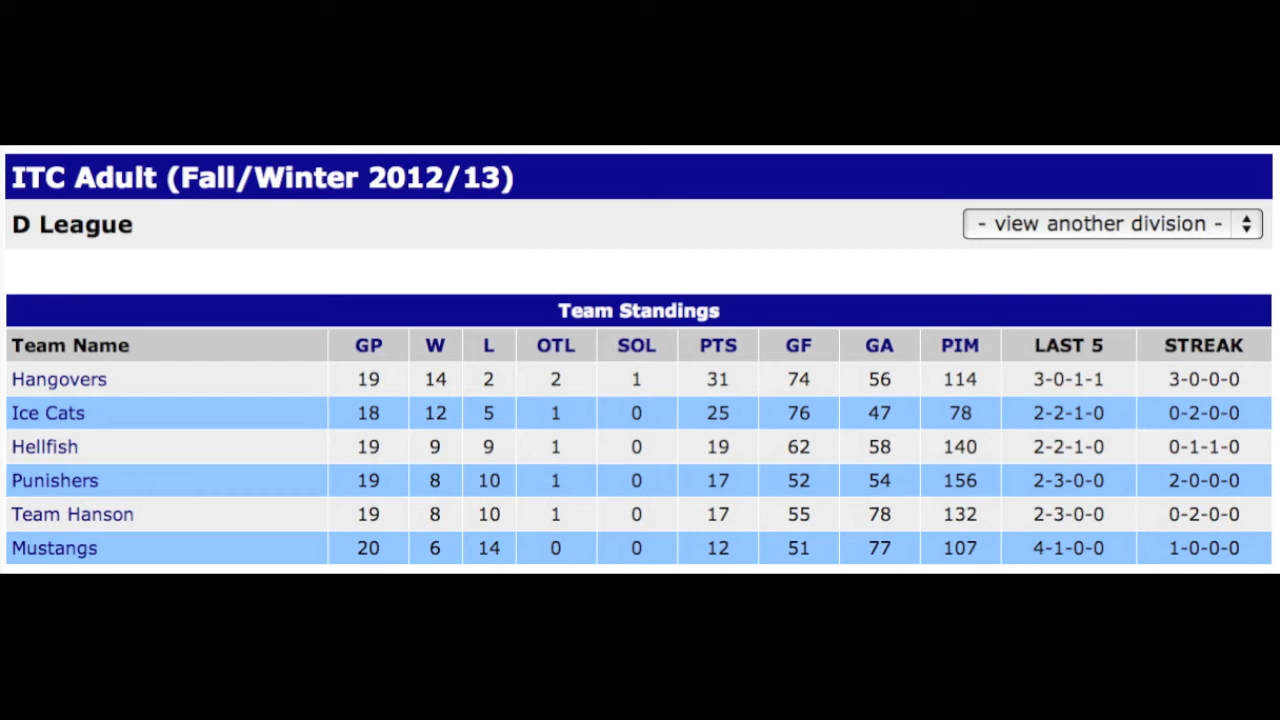 ITC Adult (Fall/Winter 2012/13)
D League
- view another division -
Team Standings
Team Name GP W L OTL SOL PTS GF GA PIM LAST 5 STREAK
Hangovers 19 14 2 2 1 31 74 56 114 3-0-1-1 3-0-0-0
Ice Cats 18 12 5 1 0 25 76 47 78 2-2-1-0 0-2-0-0
Hellfish 19 9 9 1 0 19 62 58 140 2-2-1-0 0-1-1-0
Punishers 19 8 10 1 0 17 52 54 156 2-3-0-0 2-0-0-0
Team Hanson 19 8 10 1 0 17 55 78 132 2-3-0-0 0-2-0-0
Mustangs 20 6 14 0 0 12 51 77 107 4-1-0-0 1-0-0-0